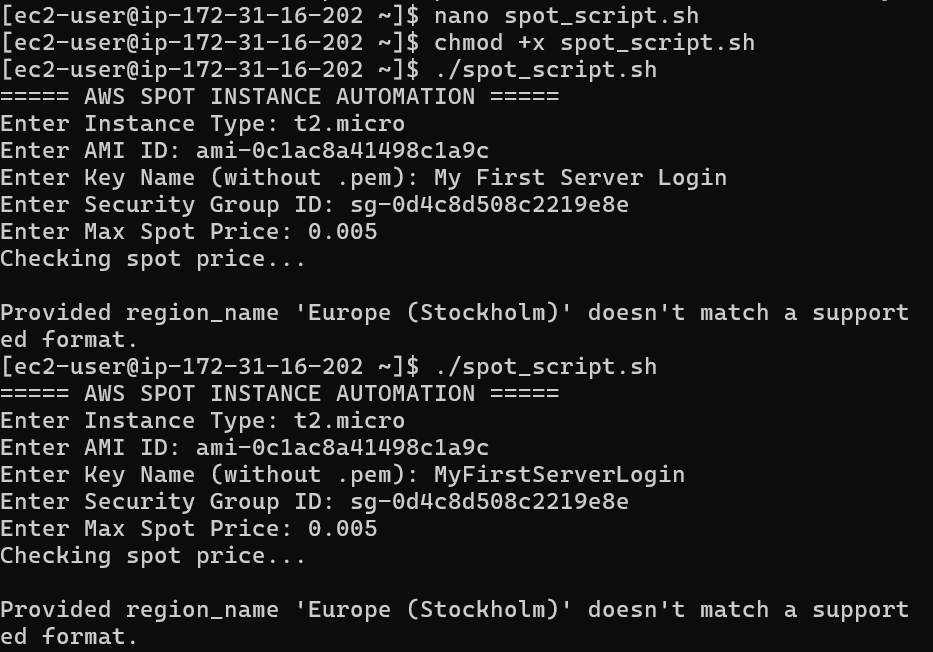 [ec2-user@ip-172-31-16-202 ~]$ nano spot_script.sh
[ec2-user@ip-172-31-16-202 ~]$ chmod +x spot_script.sh
[ec2-user@ip-172-31-16-202 ~]$ ./spot_script.sh
===== AWS SPOT INSTANCE AUTOMATION =====
Enter Instance Type: t2.micro
Enter AMI ID: ami-0c1ac8a41498c1a9c
Enter Key Name (without .pem): My First Server Login
Enter Security Group ID: sg-0d4c8d508c2219e8e
Enter Max Spot Price: 0.005
Checking spot price...

Provided region_name 'Europe (Stockholm)' doesn't match a support
ed format.
[ec2-user@ip-172-31-16-202 ~]$ ./spot_script.sh
===== AWS SPOT INSTANCE AUTOMATION =====
Enter Instance Type: t2.micro
Enter AMI ID: ami-0c1ac8a41498c1a9c
Enter Key Name (without .pem): MyFirstServerLogin
Enter Security Group ID: sg-0d4c8d508c2219e8e
Enter Max Spot Price: 0.005
Checking spot price...

Provided region_name 'Europe (Stockholm)' doesn't match a support
ed format.